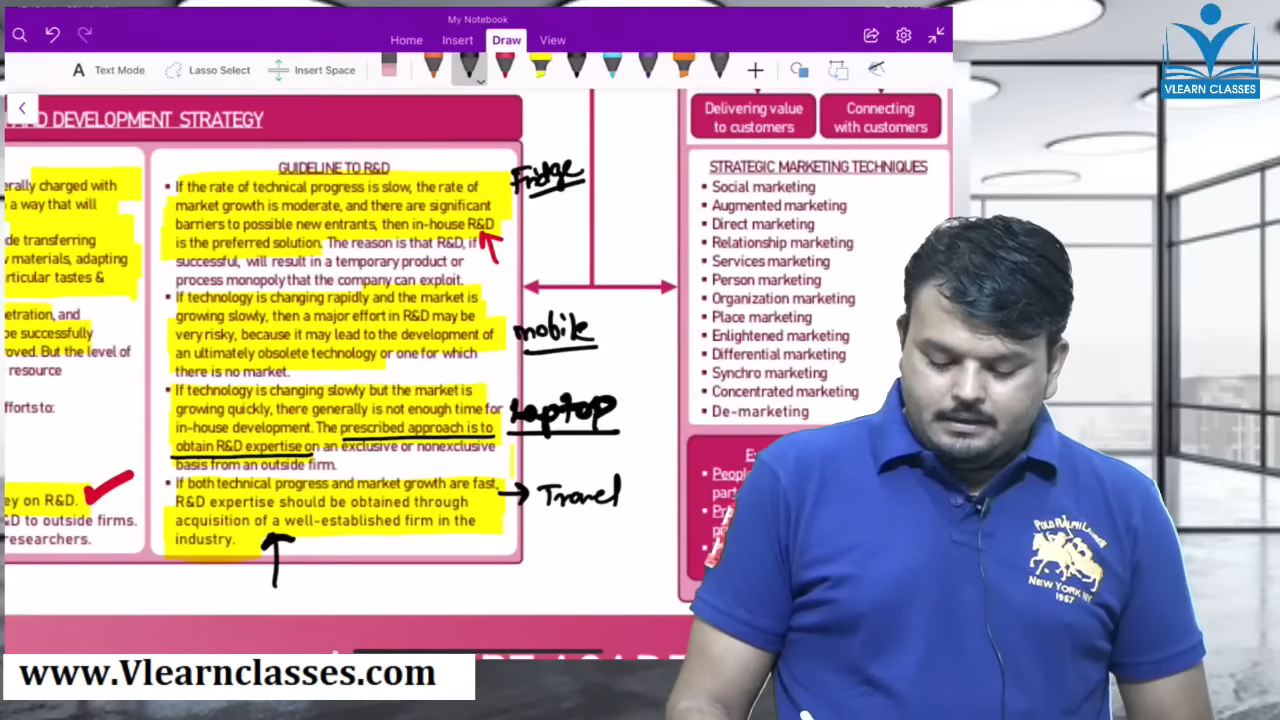 My Notebook
Home Insert Draw View
Text Mode Lasso Select Insert Space
VLEARN CLASSES
AND DEVELOPMENT STRATEGY
erally charged with
a way that will
de transferring
w materials, adapting
articular tastes &
etration, and
be successfully
roved. But the level of
resource
efforts to:
ey on R&D.
&D to outside firms.
researchers.
GUIDELINE TO R&D
• If the rate of technical progress is slow, the rate of
market growth is moderate, and there are significant
barriers to possible new entrants, then in-house R&D
is the preferred solution. The reason is that R&D, if
successful, will result in a temporary product or
process monopoly that the company can exploit.
• If technology is changing rapidly and the market is
growing slowly, then a major effort in R&D may be
very risky, because it may lead to the development of
an ultimately obsolete technology or one for which
there is no market.
• If technology is changing slowly but the market is
growing quickly, there generally is not enough time for
in-house development. The prescribed approach is to
obtain R&D expertise on an exclusive or nonexclusive
basis from an outside firm.
• If both technical progress and market growth are fast,
R&D expertise should be obtained through
acquisition of a well-established firm in the
industry.
Fridge
mobile
Laptop
Travel
Delivering value
to customers
Connecting
with customers
STRATEGIC MARKETING TECHNIQUES
• Social marketing
• Augmented marketing
• Direct marketing
• Relationship marketing
• Services marketing
• Person marketing
• Organization marketing
• Place marketing
• Enlightened marketing
• Differential marketing
• Synchro marketing
• Concentrated marketing
• De-marketing
• People
POLO RALPH LAUREN
NEW YORK NY
1967
www.Vlearnclasses.com